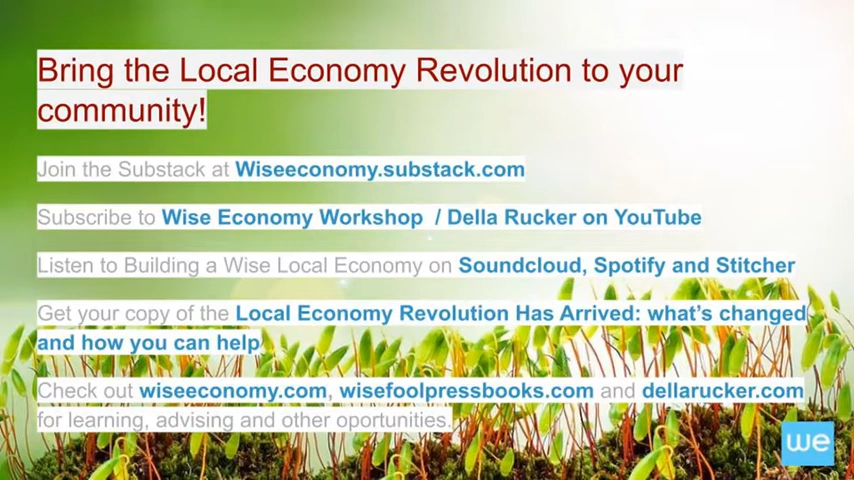 Bring the Local Economy Revolution to your
community!
Join the Substack at Wiseeconomy.substack.com
Subscribe to Wise Economy Workshop / Della Rucker on YouTube
Listen to Building a Wise Local Economy on Soundcloud, Spotify and Stitcher
Get your copy of the Local Economy Revolution Has Arrived: what's changed
and how you can help
Check out wiseeconomy.com, wisefoolpressbooks.com and dellarucker.com
for learning, advising and other oportunities.
we